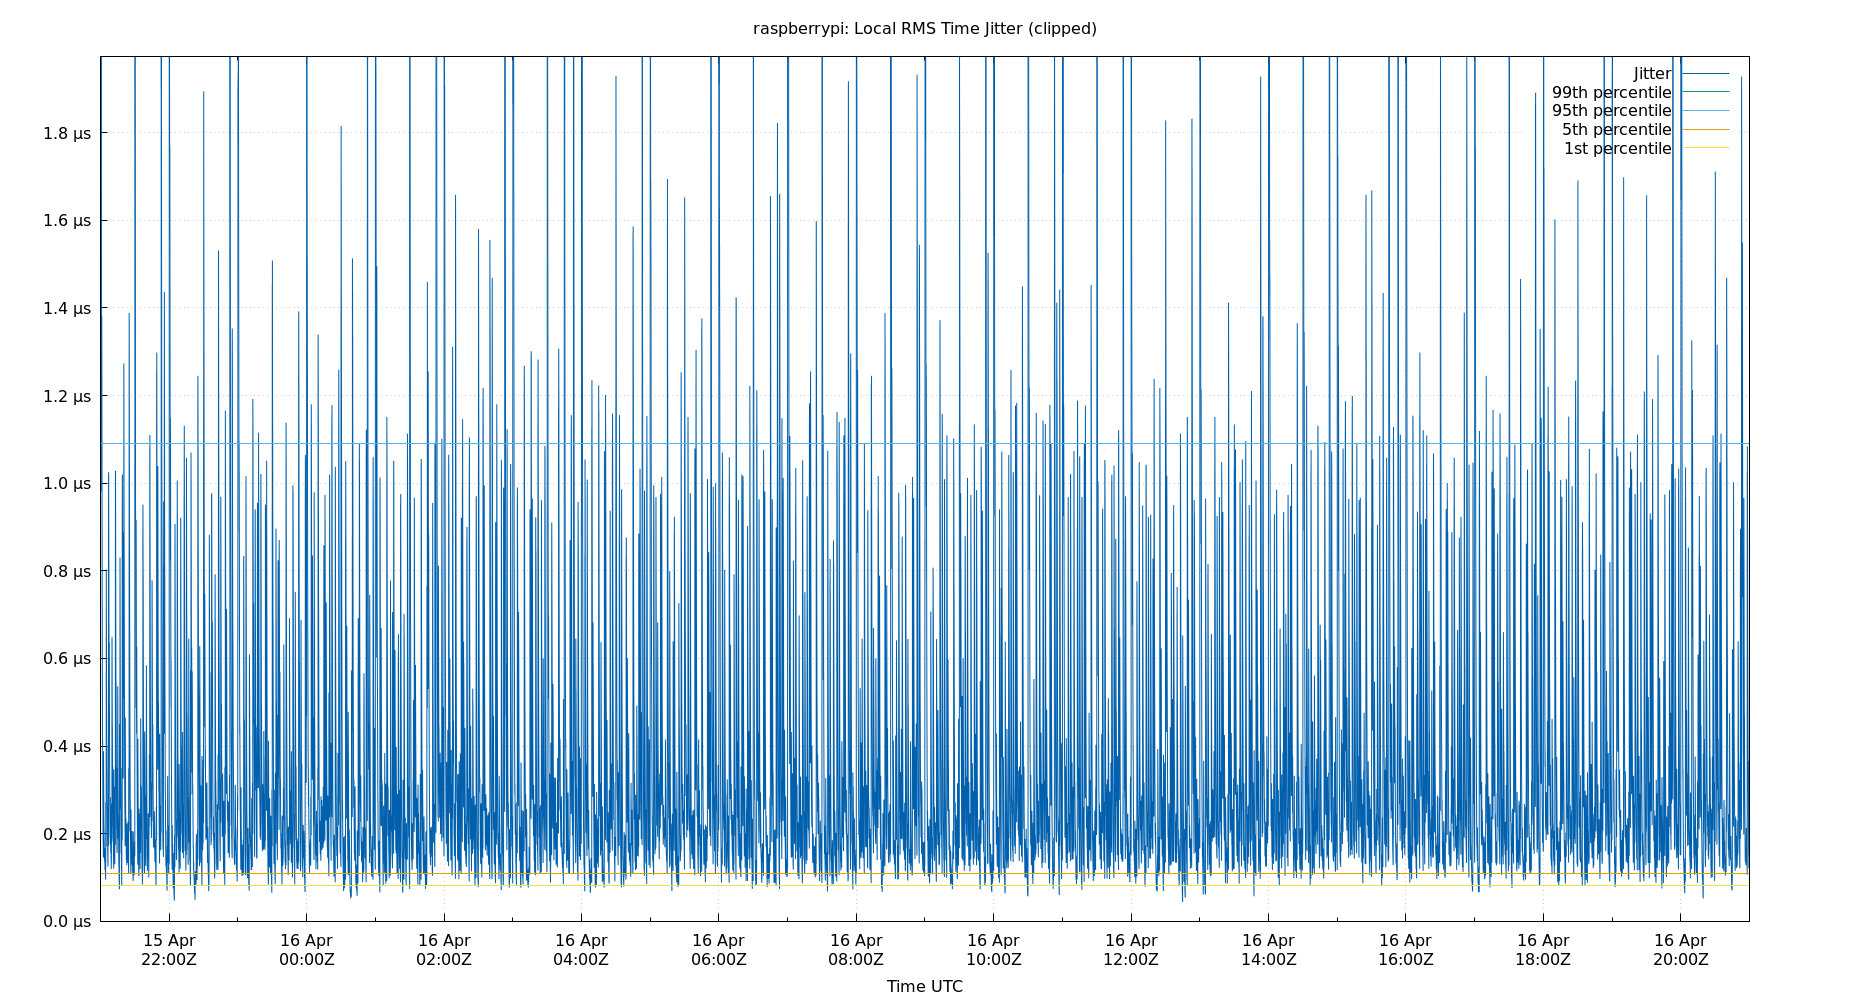 raspberrypi: Local RMS Time Jitter (clipped)
Jitter
99th percentile
95th percentile
5th percentile
1st percentile
1.8 µs
1.6 µs
1.4 µs
1.2 µs
1.0 µs
0.8 µs
0.6 µs
0.4 µs
0.2 µs
0.0 µs
15 Apr 16 Apr 16 Apr 16 Apr 16 Apr 16 Apr 16 Apr 16 Apr 16 Apr 16 Apr 16 Apr 16 Apr
22:00Z 00:00Z 02:00Z 04:00Z 06:00Z 08:00Z 10:00Z 12:00Z 14:00Z 16:00Z 18:00Z 20:00Z
Time UTC